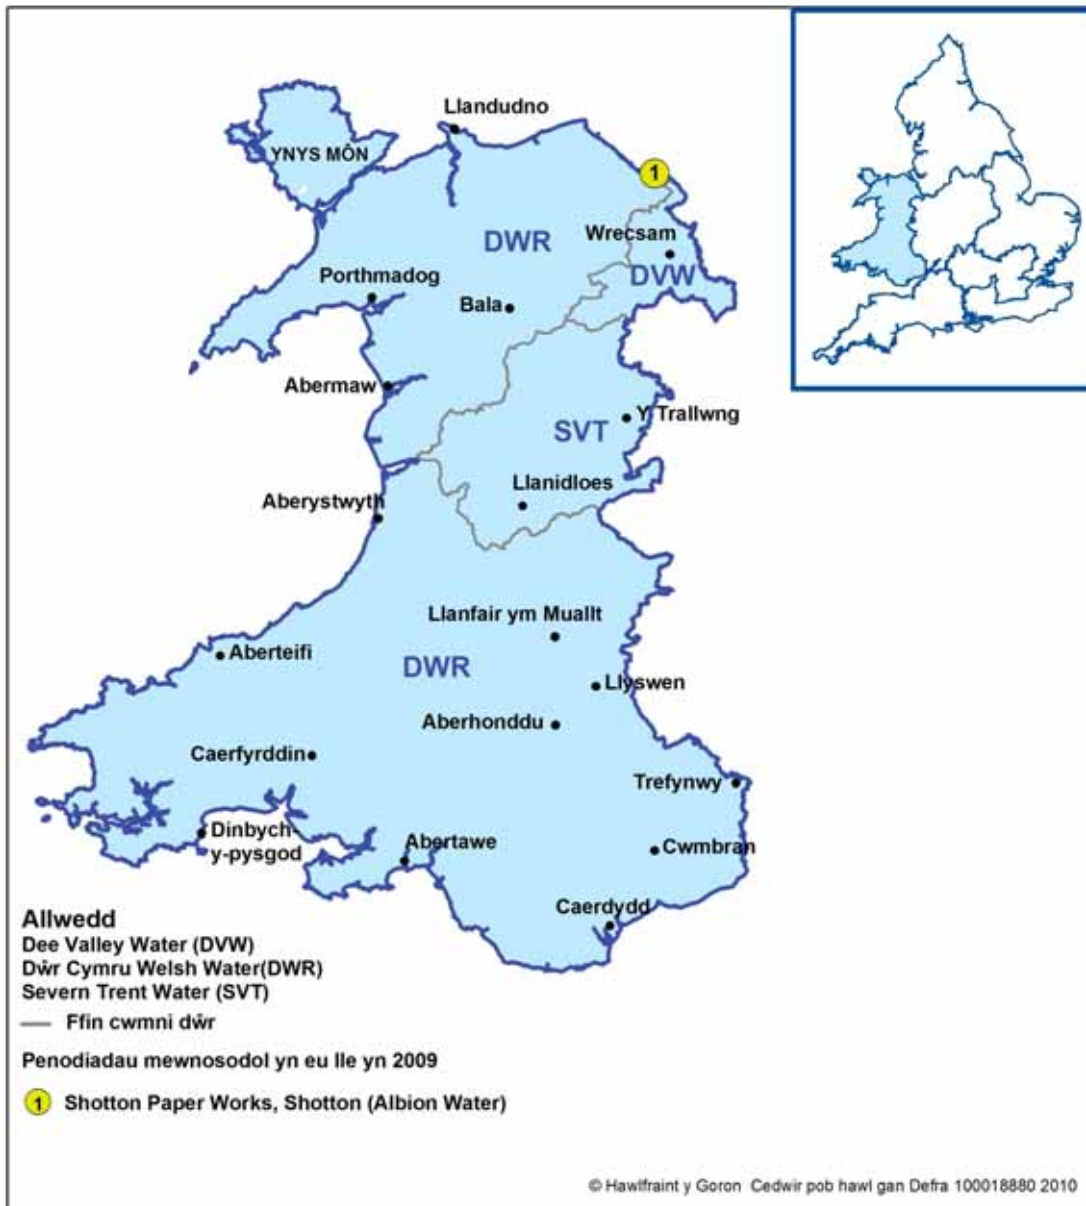 Llandudno
YNYS MÔN
1
DWR
Wrecsam
DVW
Porthmadog
Bala
Abermaw
Y Trallwng
SVT
Llanidloes
Aberystwyth
Llanfair ym Muallt
Aberteifi
DWR
Llyswen
Aberhonddu
Caerfyrddin
Trefynwy
Dinbych-
y-pysgod
Abertawe
Cwmbran
Caerdydd
Allwedd
Dee Valley Water (DVW)
Dŵr Cymru Welsh Water(DWR)
Severn Trent Water (SVT)
Ffin cwmni dŵr
Penodiadau mewnosodol yn eu lle yn 2009
1 Shotton Paper Works, Shotton (Albion Water)
© Hawlfraint y Goron Cedwir pob hawl gan Defra 100018880 2010